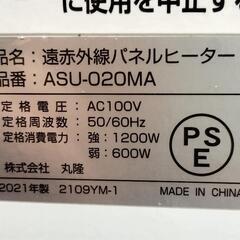 に使用を中止する
品名：遠赤外線パネルヒーター
品番：ASU-020MA
定格電圧：AC100V
定格周波数：50/60Hz
定格消費電力：強：1200W
弱：600W
株式会社　丸隆
2021年製　2109YM-1
PS
E
MADE IN CHINA